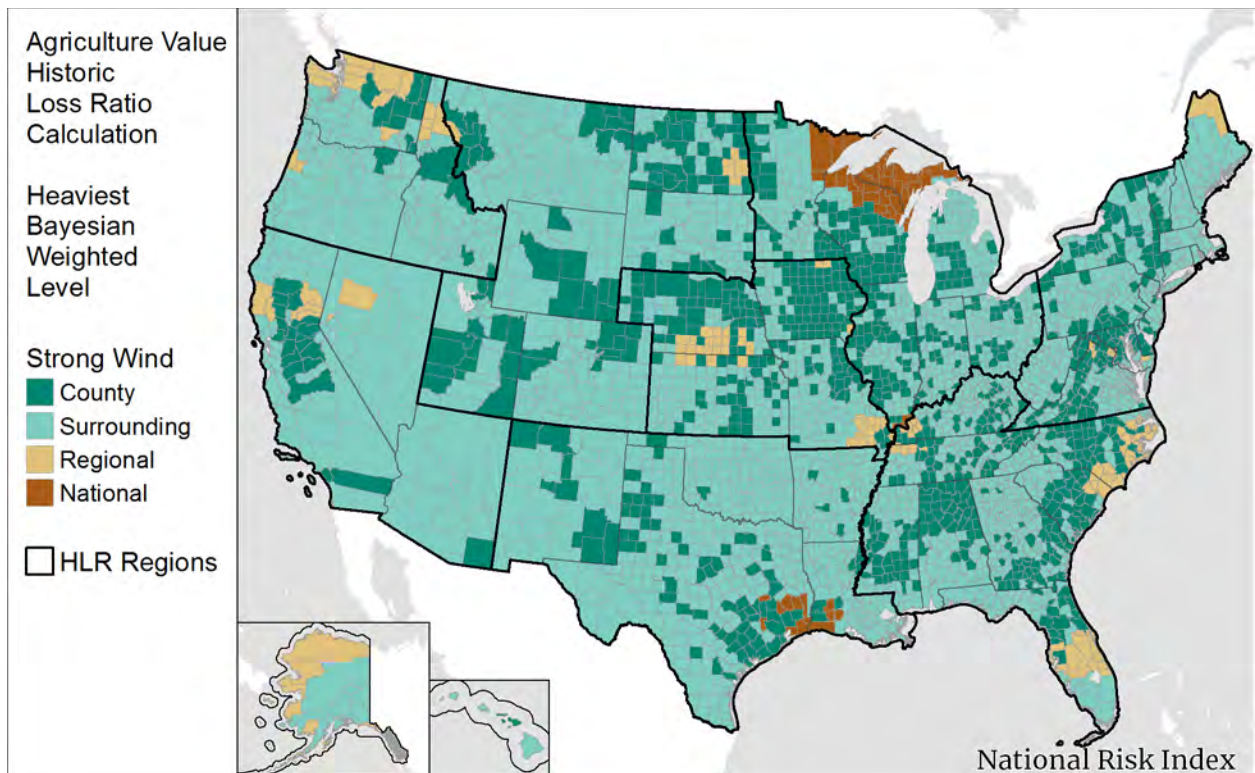 Agriculture Value
Historic
Loss Ratio
Calculation
Heaviest
Bayesian
Weighted
Level
Strong Wind
County
Surrounding
Regional
National
HLR Regions
National Risk Index